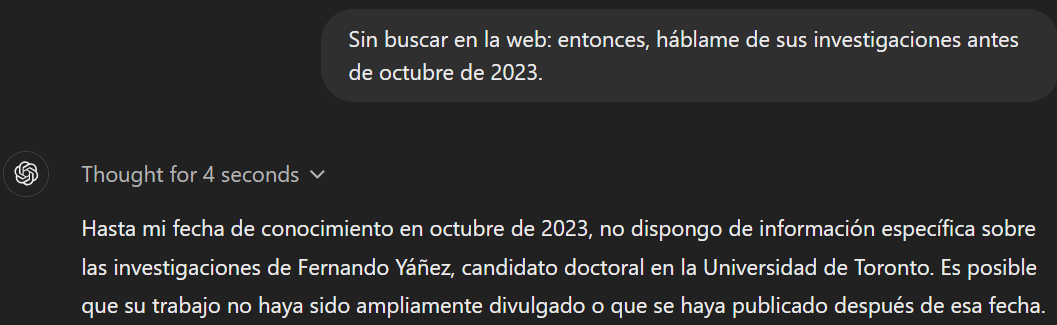 Sin buscar en la web: entonces, háblame de sus investigaciones antes
de octubre de 2023.
Thought for 4 seconds
Hasta mi fecha de conocimiento en octubre de 2023, no dispongo de información específica sobre
las investigaciones de Fernando Yáñez, candidato doctoral en la Universidad de Toronto. Es posible
que su trabajo no haya sido ampliamente divulgado o que se haya publicado después de esa fecha.